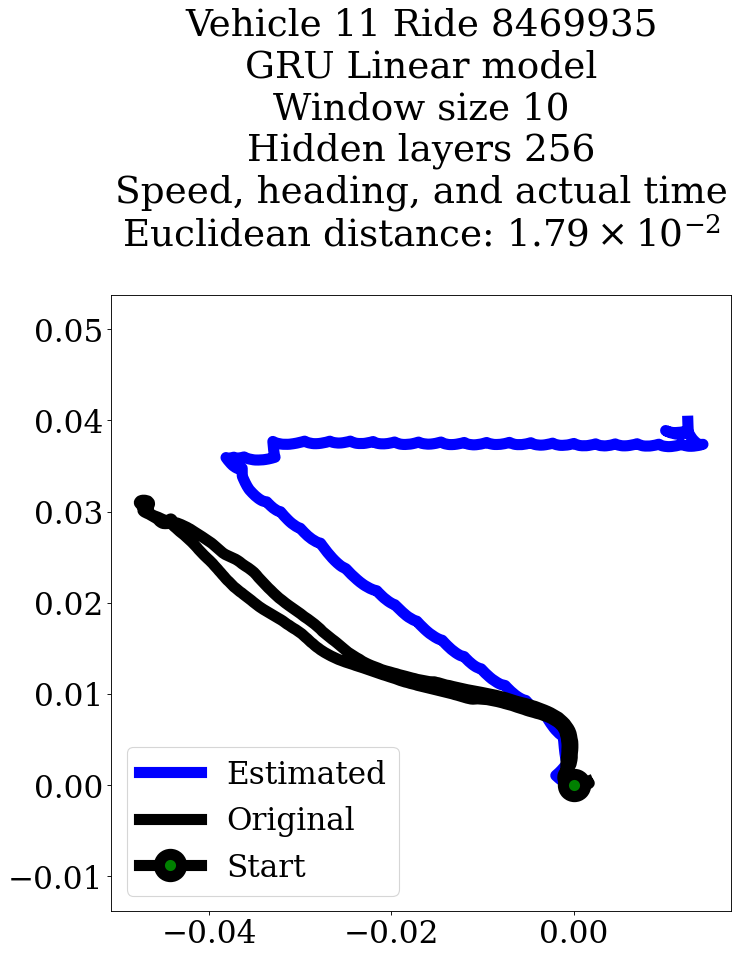 Vehicle 11 Ride 8469935
GRU Linear model
Window size 10
Hidden layers 256
Speed, heading, and actual time
Euclidean distance: 1.79 × 10⁻²
0.05
0.04
0.03
0.02
0.01
0.00
−0.01
Estimated
Original
Start
−0.04 −0.02 0.00